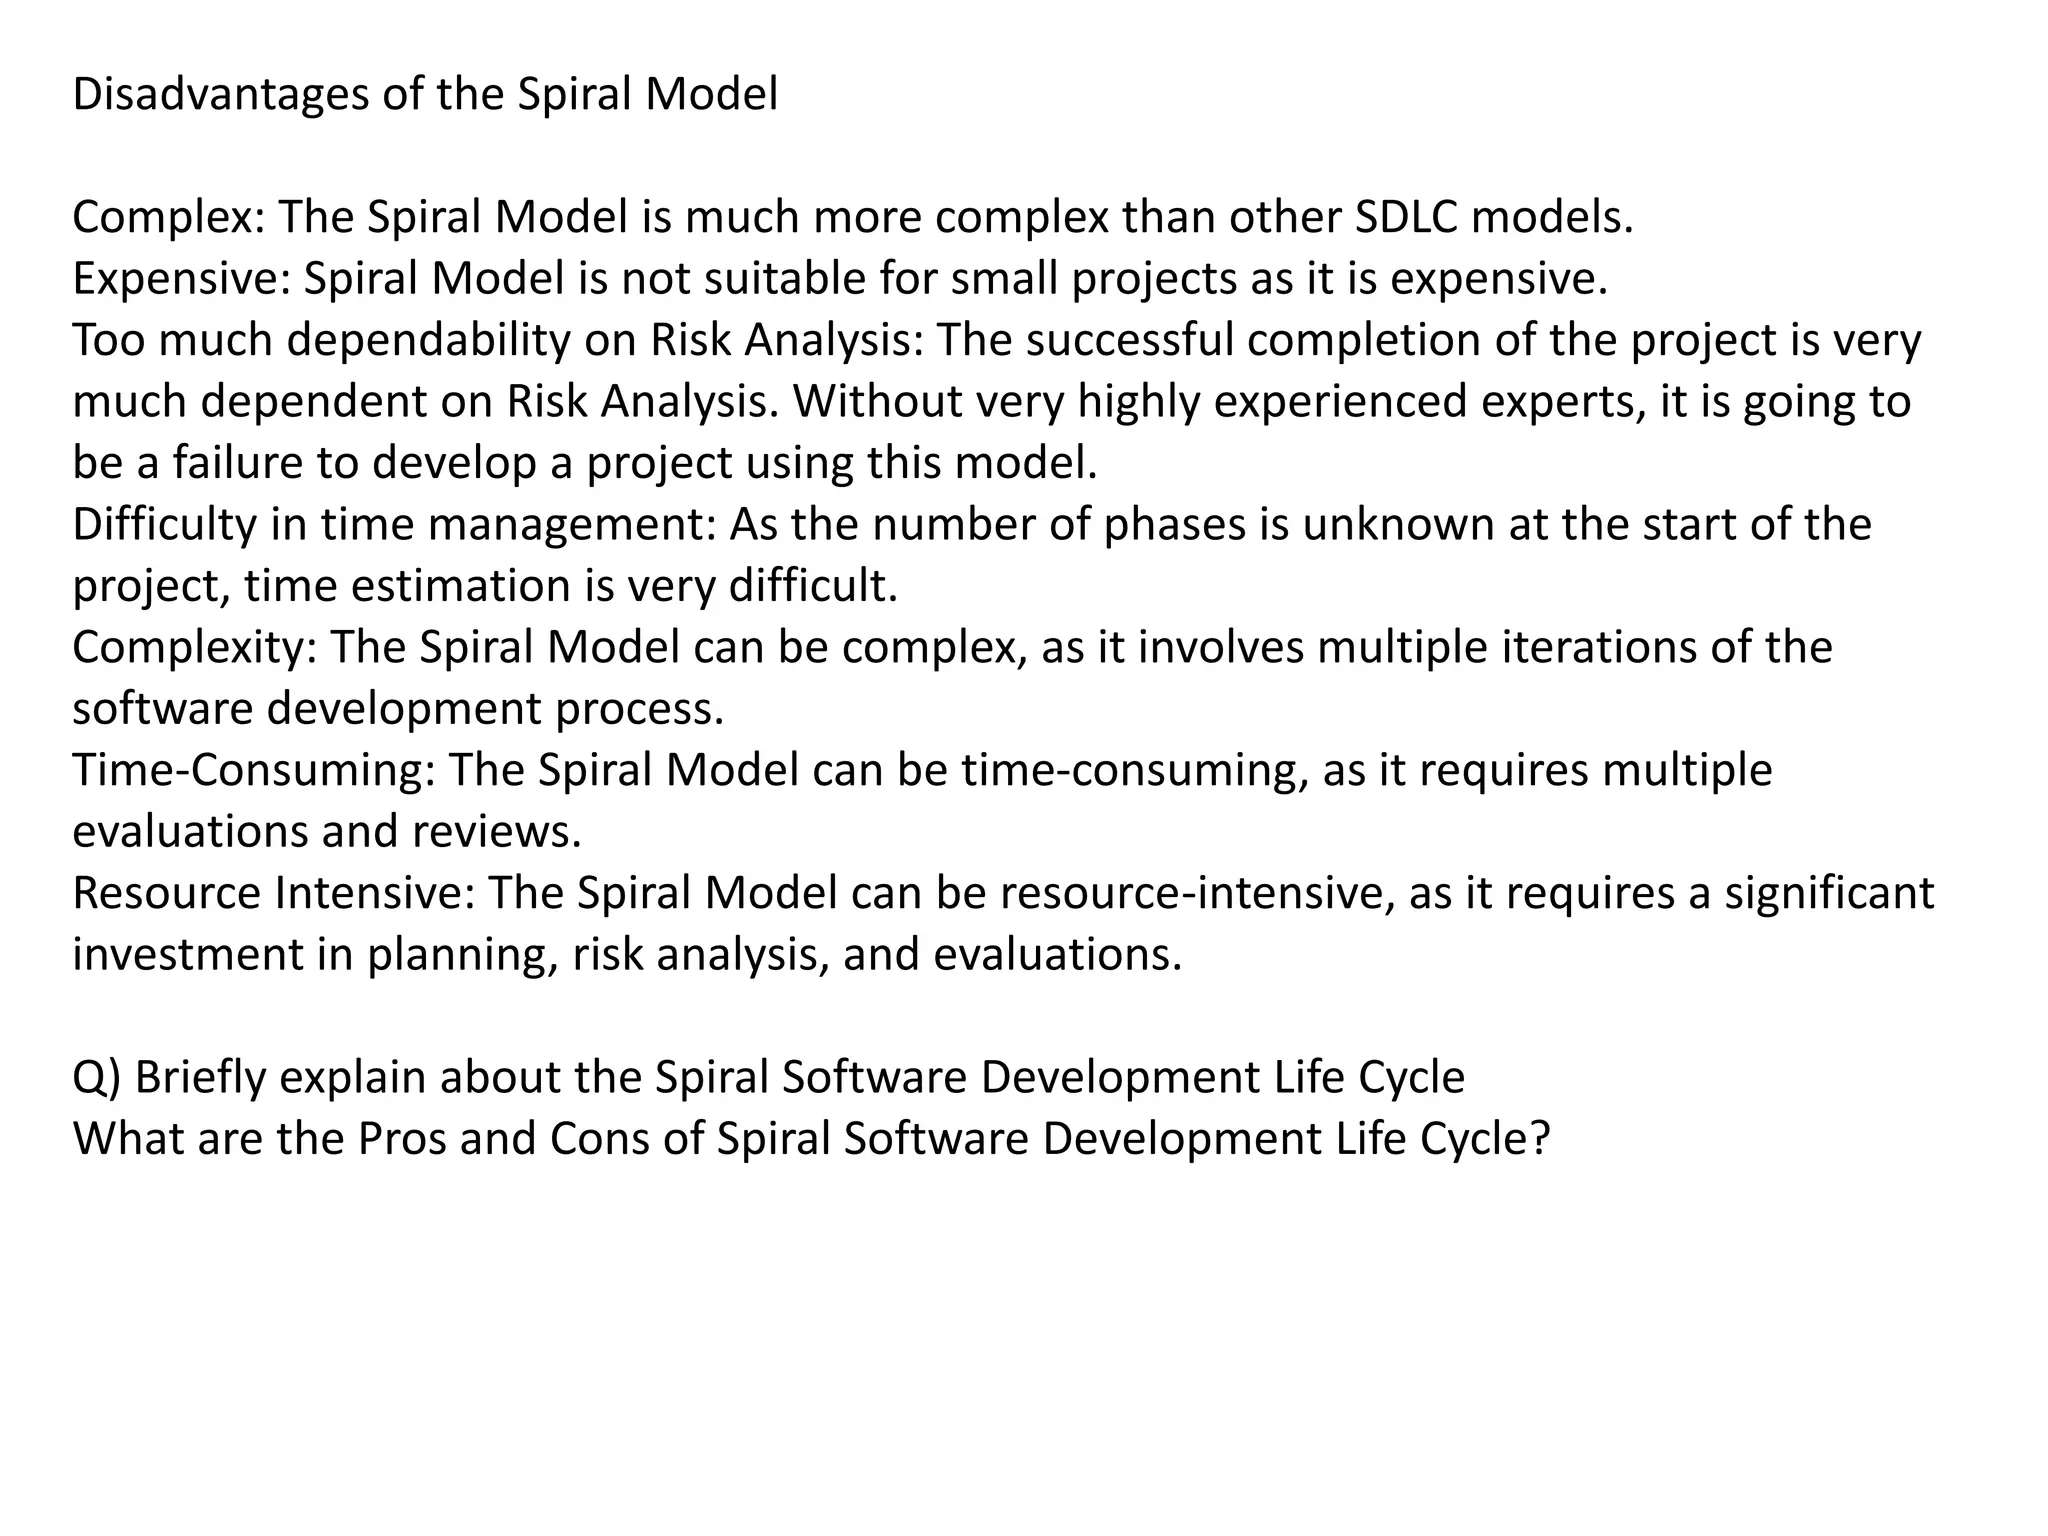 Disadvantages of the Spiral Model
Complex: The Spiral Model is much more complex than other SDLC models.
Expensive: Spiral Model is not suitable for small projects as it is expensive.
Too much dependability on Risk Analysis: The successful completion of the project is very
much dependent on Risk Analysis. Without very highly experienced experts, it is going to
be a failure to develop a project using this model.
Difficulty in time management: As the number of phases is unknown at the start of the
project, time estimation is very difficult.
Complexity: The Spiral Model can be complex, as it involves multiple iterations of the
software development process.
Time-Consuming: The Spiral Model can be time-consuming, as it requires multiple
evaluations and reviews.
Resource Intensive: The Spiral Model can be resource-intensive, as it requires a significant
investment in planning, risk analysis, and evaluations.
Q) Briefly explain about the Spiral Software Development Life Cycle
What are the Pros and Cons of Spiral Software Development Life Cycle?